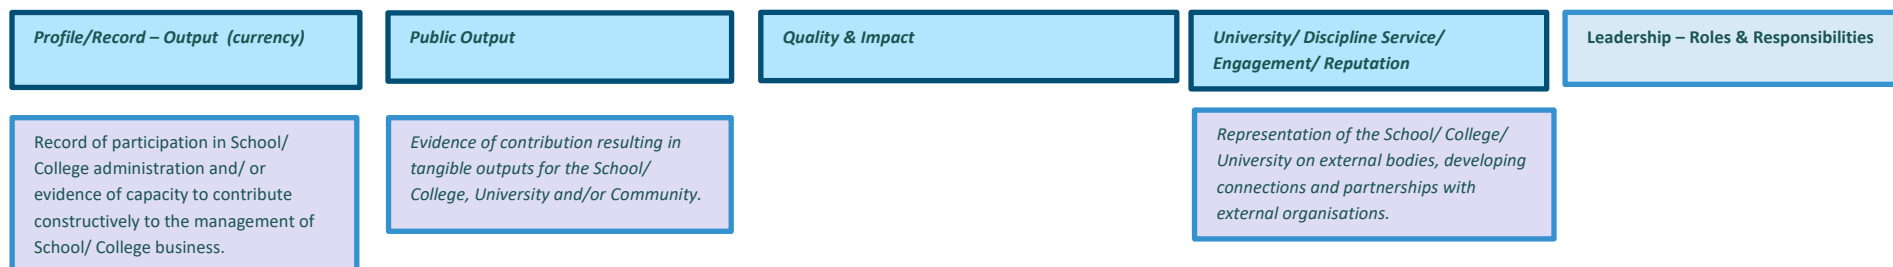 Profile/Record – Output  (currency)
Public Output
Quality & Impact
University/ Discipline Service/
Engagement/ Reputation
Leadership – Roles & Responsibilities
Record of participation in School/
College administration and/ or
evidence of capacity to contribute
constructively to the management of
School/ College business.
Evidence of contribution resulting in
tangible outputs for the School/
College, University and/or Community.
Representation of the School/ College/
University on external bodies, developing
connections and partnerships with
external organisations.